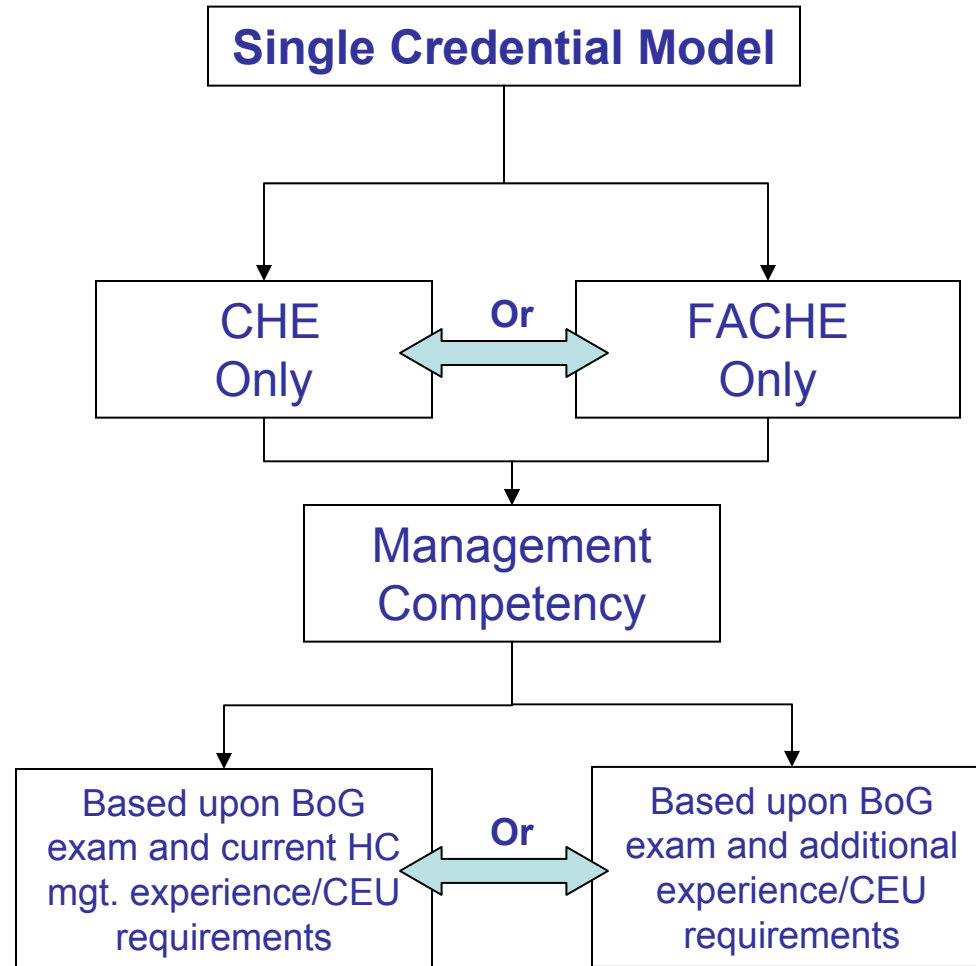 Single Credential Model
CHE
Only
Or
FACHE
Only
Management
Competency
Based upon BoG
exam and current HC
mgt. experience/CEU
requirements
Or
Based upon BoG
exam and additional
experience/CEU
requirements